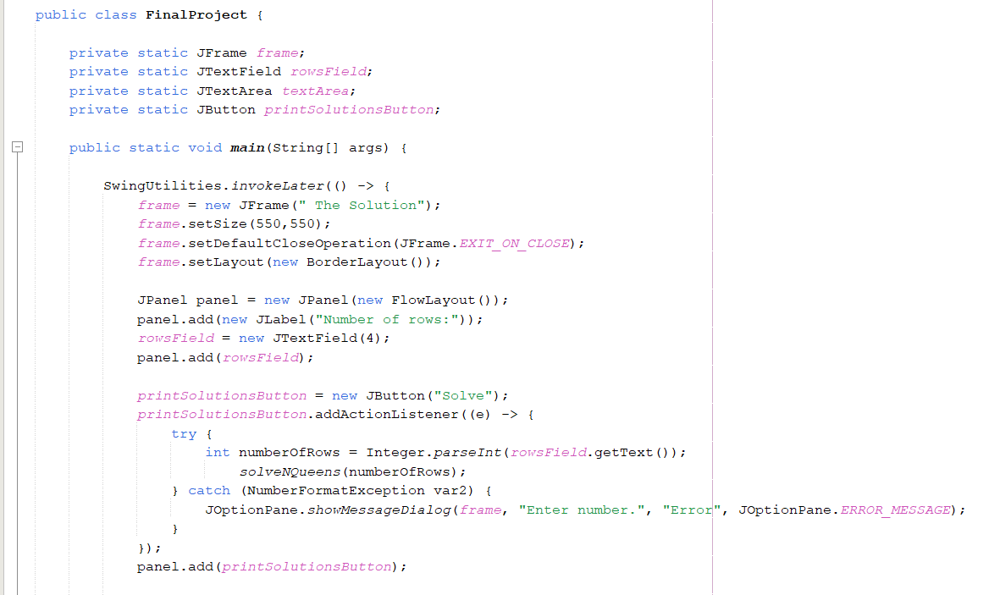 public class FinalProject {
private static JFrame frame;
private static JTextField rowsField;
private static JTextArea textArea;
private static JButton printSolutionsButton;
public static void main(String[] args) {
SwingUtilities.invokeLater(() -> {
frame = new JFrame(" The Solution");
frame.setSize(550,550);
frame.setDefaultCloseOperation(JFrame.EXIT_ON_CLOSE);
frame.setLayout(new BorderLayout());
JPanel panel = new JPanel(new FlowLayout());
panel.add(new JLabel("Number of rows:"));
rowsField = new JTextField(4);
panel.add(rowsField);
printSolutionsButton = new JButton("Solve");
printSolutionsButton.addActionListener((e) -> {
try {
int numberOfRows = Integer.parseInt(rowsField.getText());
solveNQueens(numberOfRows);
} catch (NumberFormatException var2) {
JOptionPane.showMessageDialog(frame, "Enter number.", "Error", JOptionPane.ERROR_MESSAGE);
}
});
panel.add(printSolutionsButton);